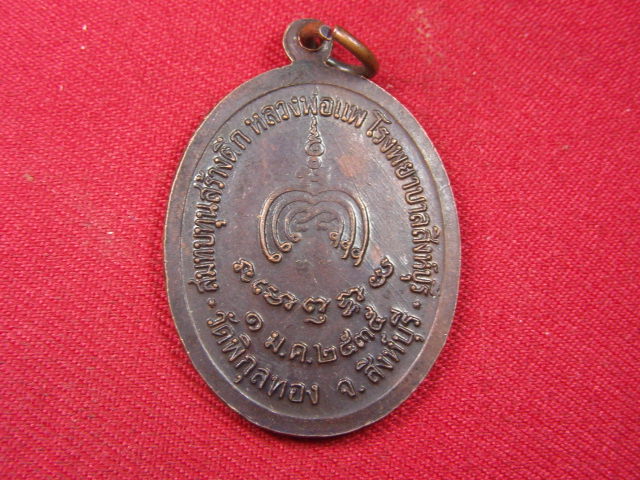 สมทบทุนสร้างตึก หลวงพ่อแพ โรงพยาบาลสิงห์บุรี
๑ ม.ค.๒๕๓๕
วัดพิกุลทอง จ.สิงห์บุรี